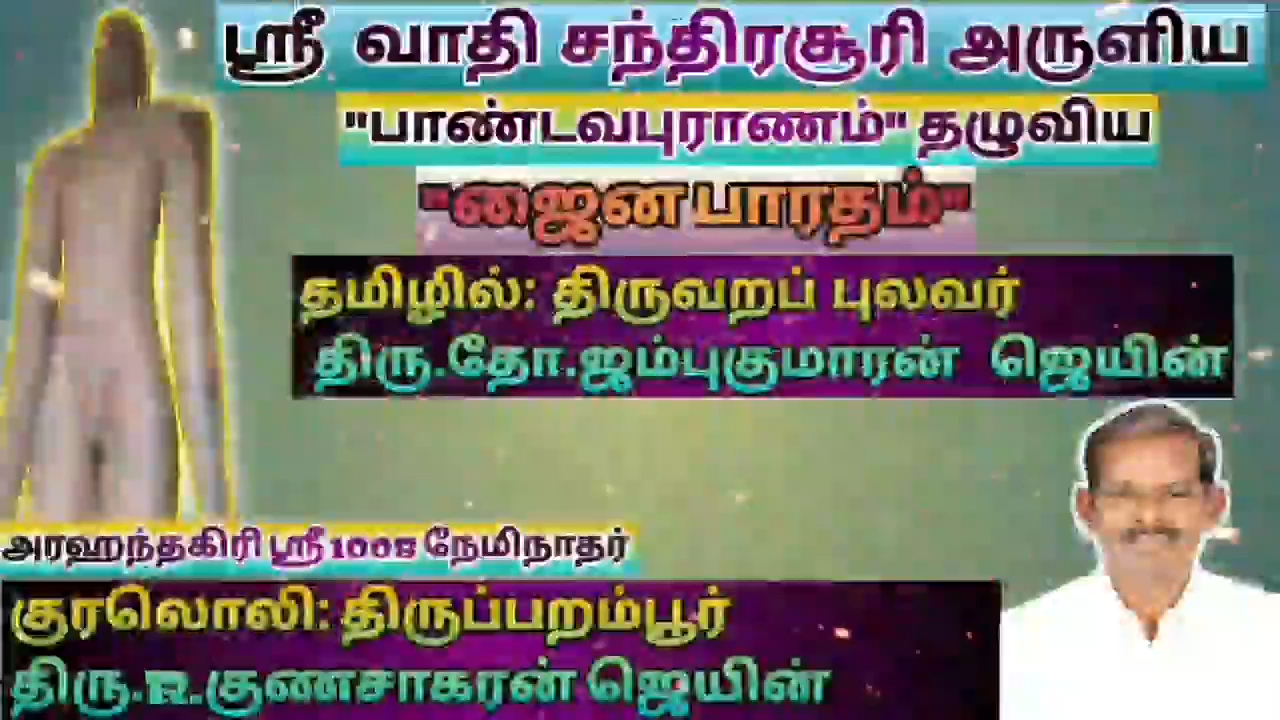 ஸ்ரீ வாதி சந்திரசூரி அருளிய
"பாண்டவபுராணம்" தழுவிய
"ஜைன பாரதம்"
தமிழில்: திருவறப் புலவர்
திரு.தோ.ஜம்புகுமாரன் ஜெயின்
அரஹந்தகிரி ஸ்ரீ 1008 நேமிநாதர்
குரலொலி: திருப்பறம்பூர்
திரு.ஐ.குணசாகரன் ஜெயின்